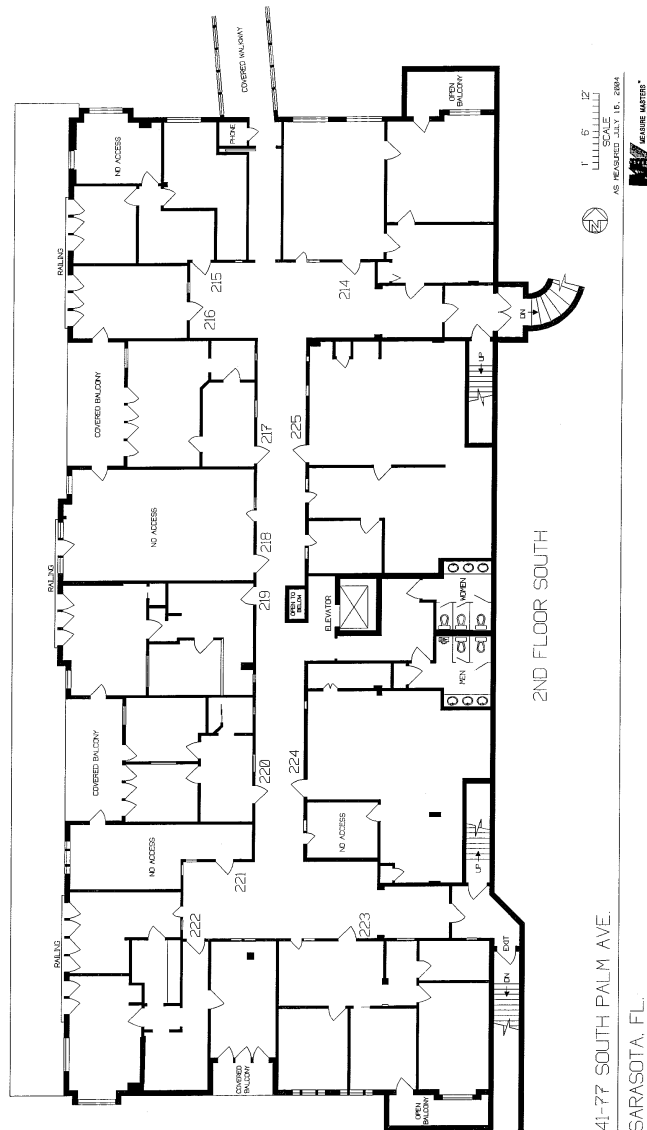 COVERED WALKWAY
OPEN
BALCONY
PHONE
NO ACCESS
1' 6' 12'
SCALE
AS MEASURED JULY 15, 2004
MEASURE MASTERS
N
RAILING
215
216
214
DN
UP
COVERED BALCONY
217
225
NO ACCESS
218
RAILING
219
OPEN TO
BELOW
ELEVATOR
WOMEN
MEN
2ND FLOOR SOUTH
COVERED BALCONY
220
224
NO ACCESS
NO ACCESS
UP
221
RAILING
222
223
EXIT
DN
COVERED
BALCONY
OPEN
BALCONY
41-77 SOUTH PALM AVE.
SARASOTA, FL.